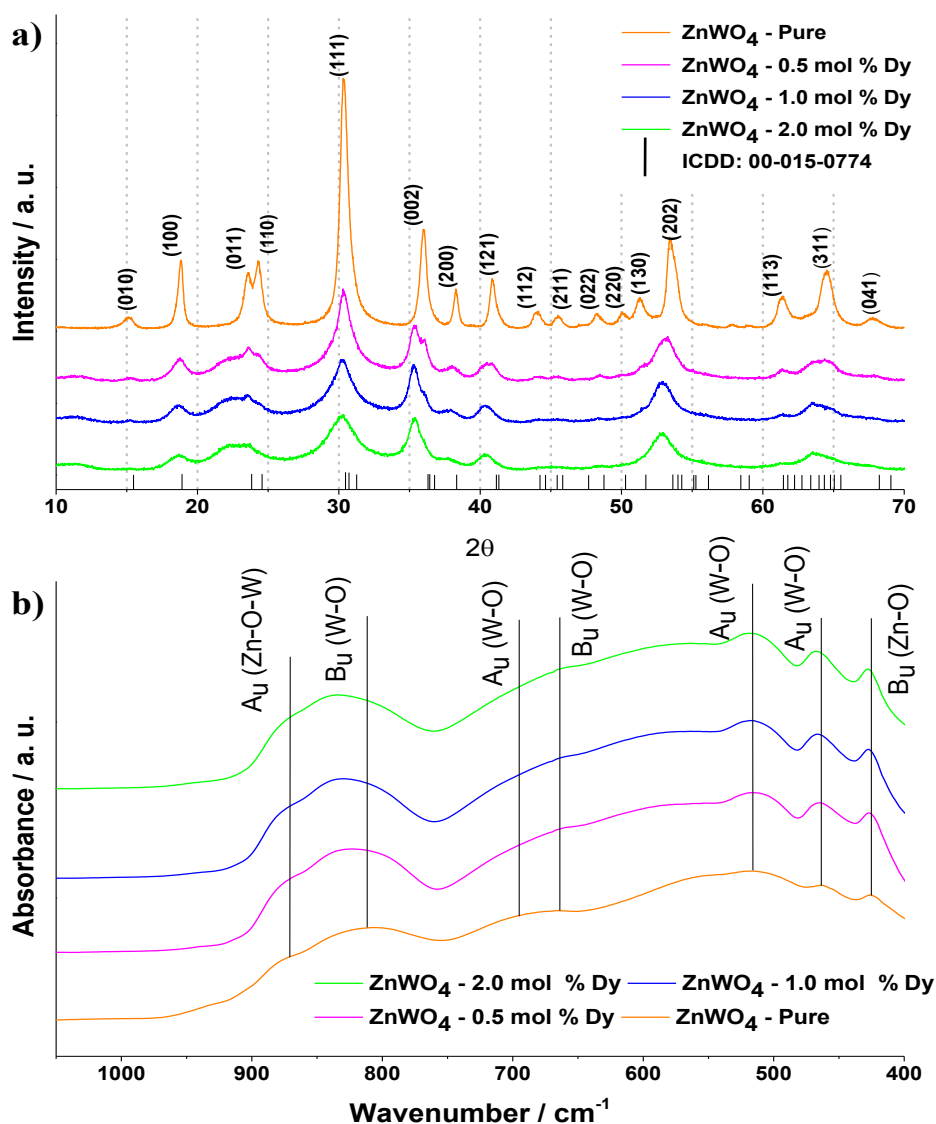 a)
ZnWO4 - Pure
ZnWO4 - 0.5 mol % Dy
ZnWO4 - 1.0 mol % Dy
ZnWO4 - 2.0 mol % Dy
ICDD: 00-015-0774
Intensity / a. u.
(010)
(100)
(011)
(110)
(111)
(002)
(200)
(121)
(112)
(211)
(022)
(220)
(130)
(202)
(113)
(311)
(041)
10 20 30 40 50 60 70
2θ
b)
Au (Zn-O-W)
Bu (W-O)
Au (W-O)
Bu (W-O)
Au (W-O)
Au (W-O)
Bu (Zn-O)
Absorbance / a. u.
ZnWO4 - 2.0 mol % Dy
ZnWO4 - 1.0 mol % Dy
ZnWO4 - 0.5 mol % Dy
ZnWO4 - Pure
1000 900 800 700 600 500 400
Wavenumber / cm-1